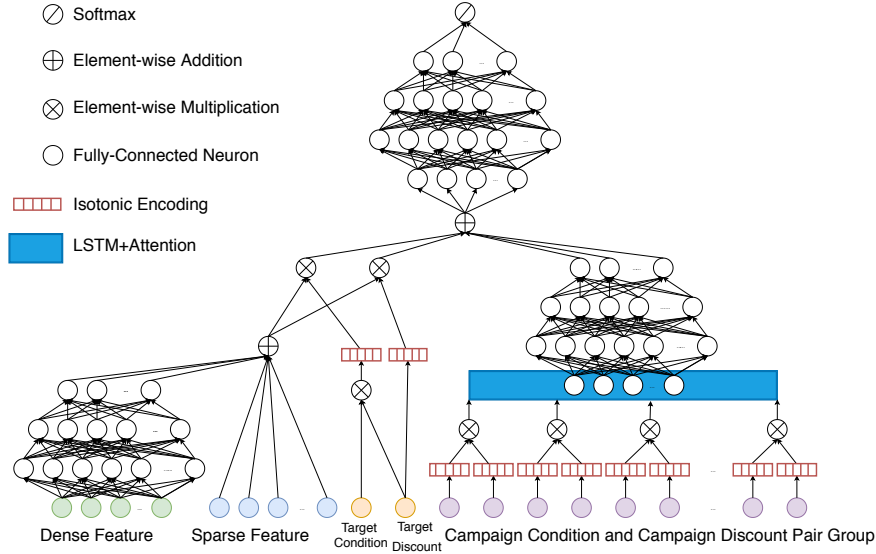 Softmax
Element-wise Addition
Element-wise Multiplication
Fully-Connected Neuron
Isotonic Encoding
LSTM+Attention
Dense Feature
Sparse Feature
Target
Condition
Target
Discount
Campaign Condition and Campaign Discount Pair Group